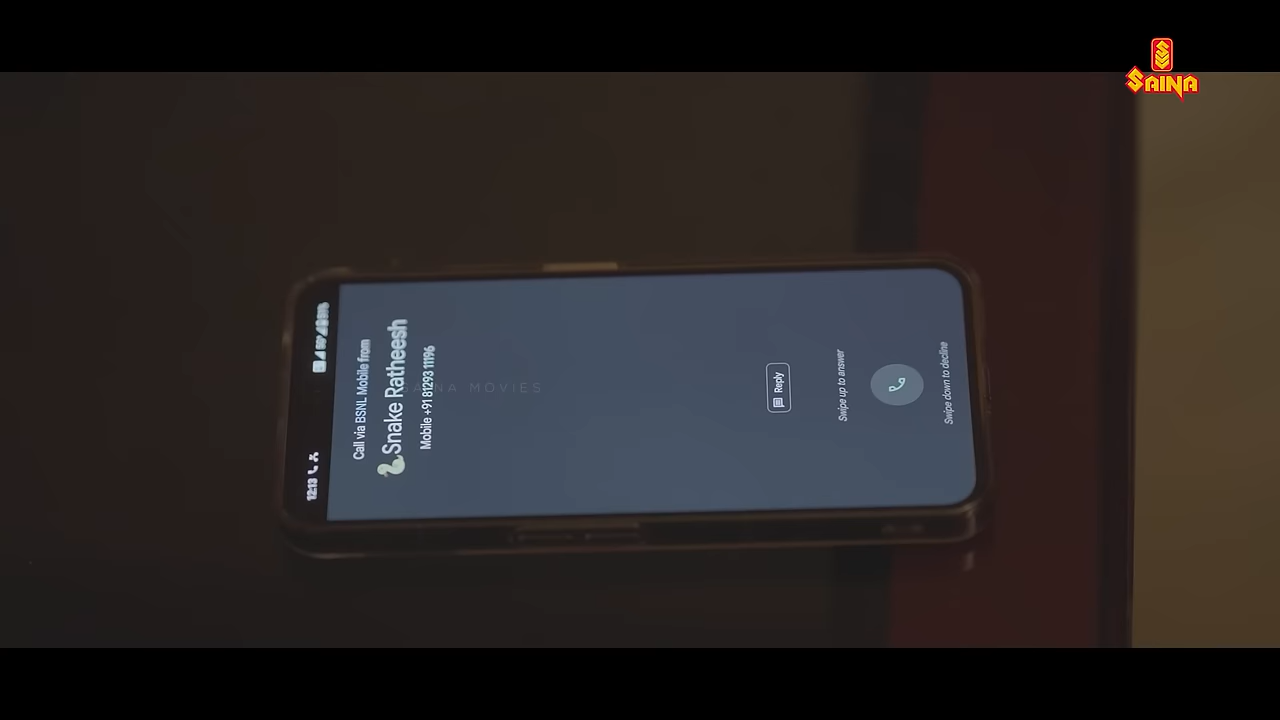 SAINA
12:13
Call via BSNL Mobile from
🐍Snake Ratheesh
Mobile +91 81293 11196
SAINA MOVIES
Reply
Swipe up to answer
Swipe down to decline